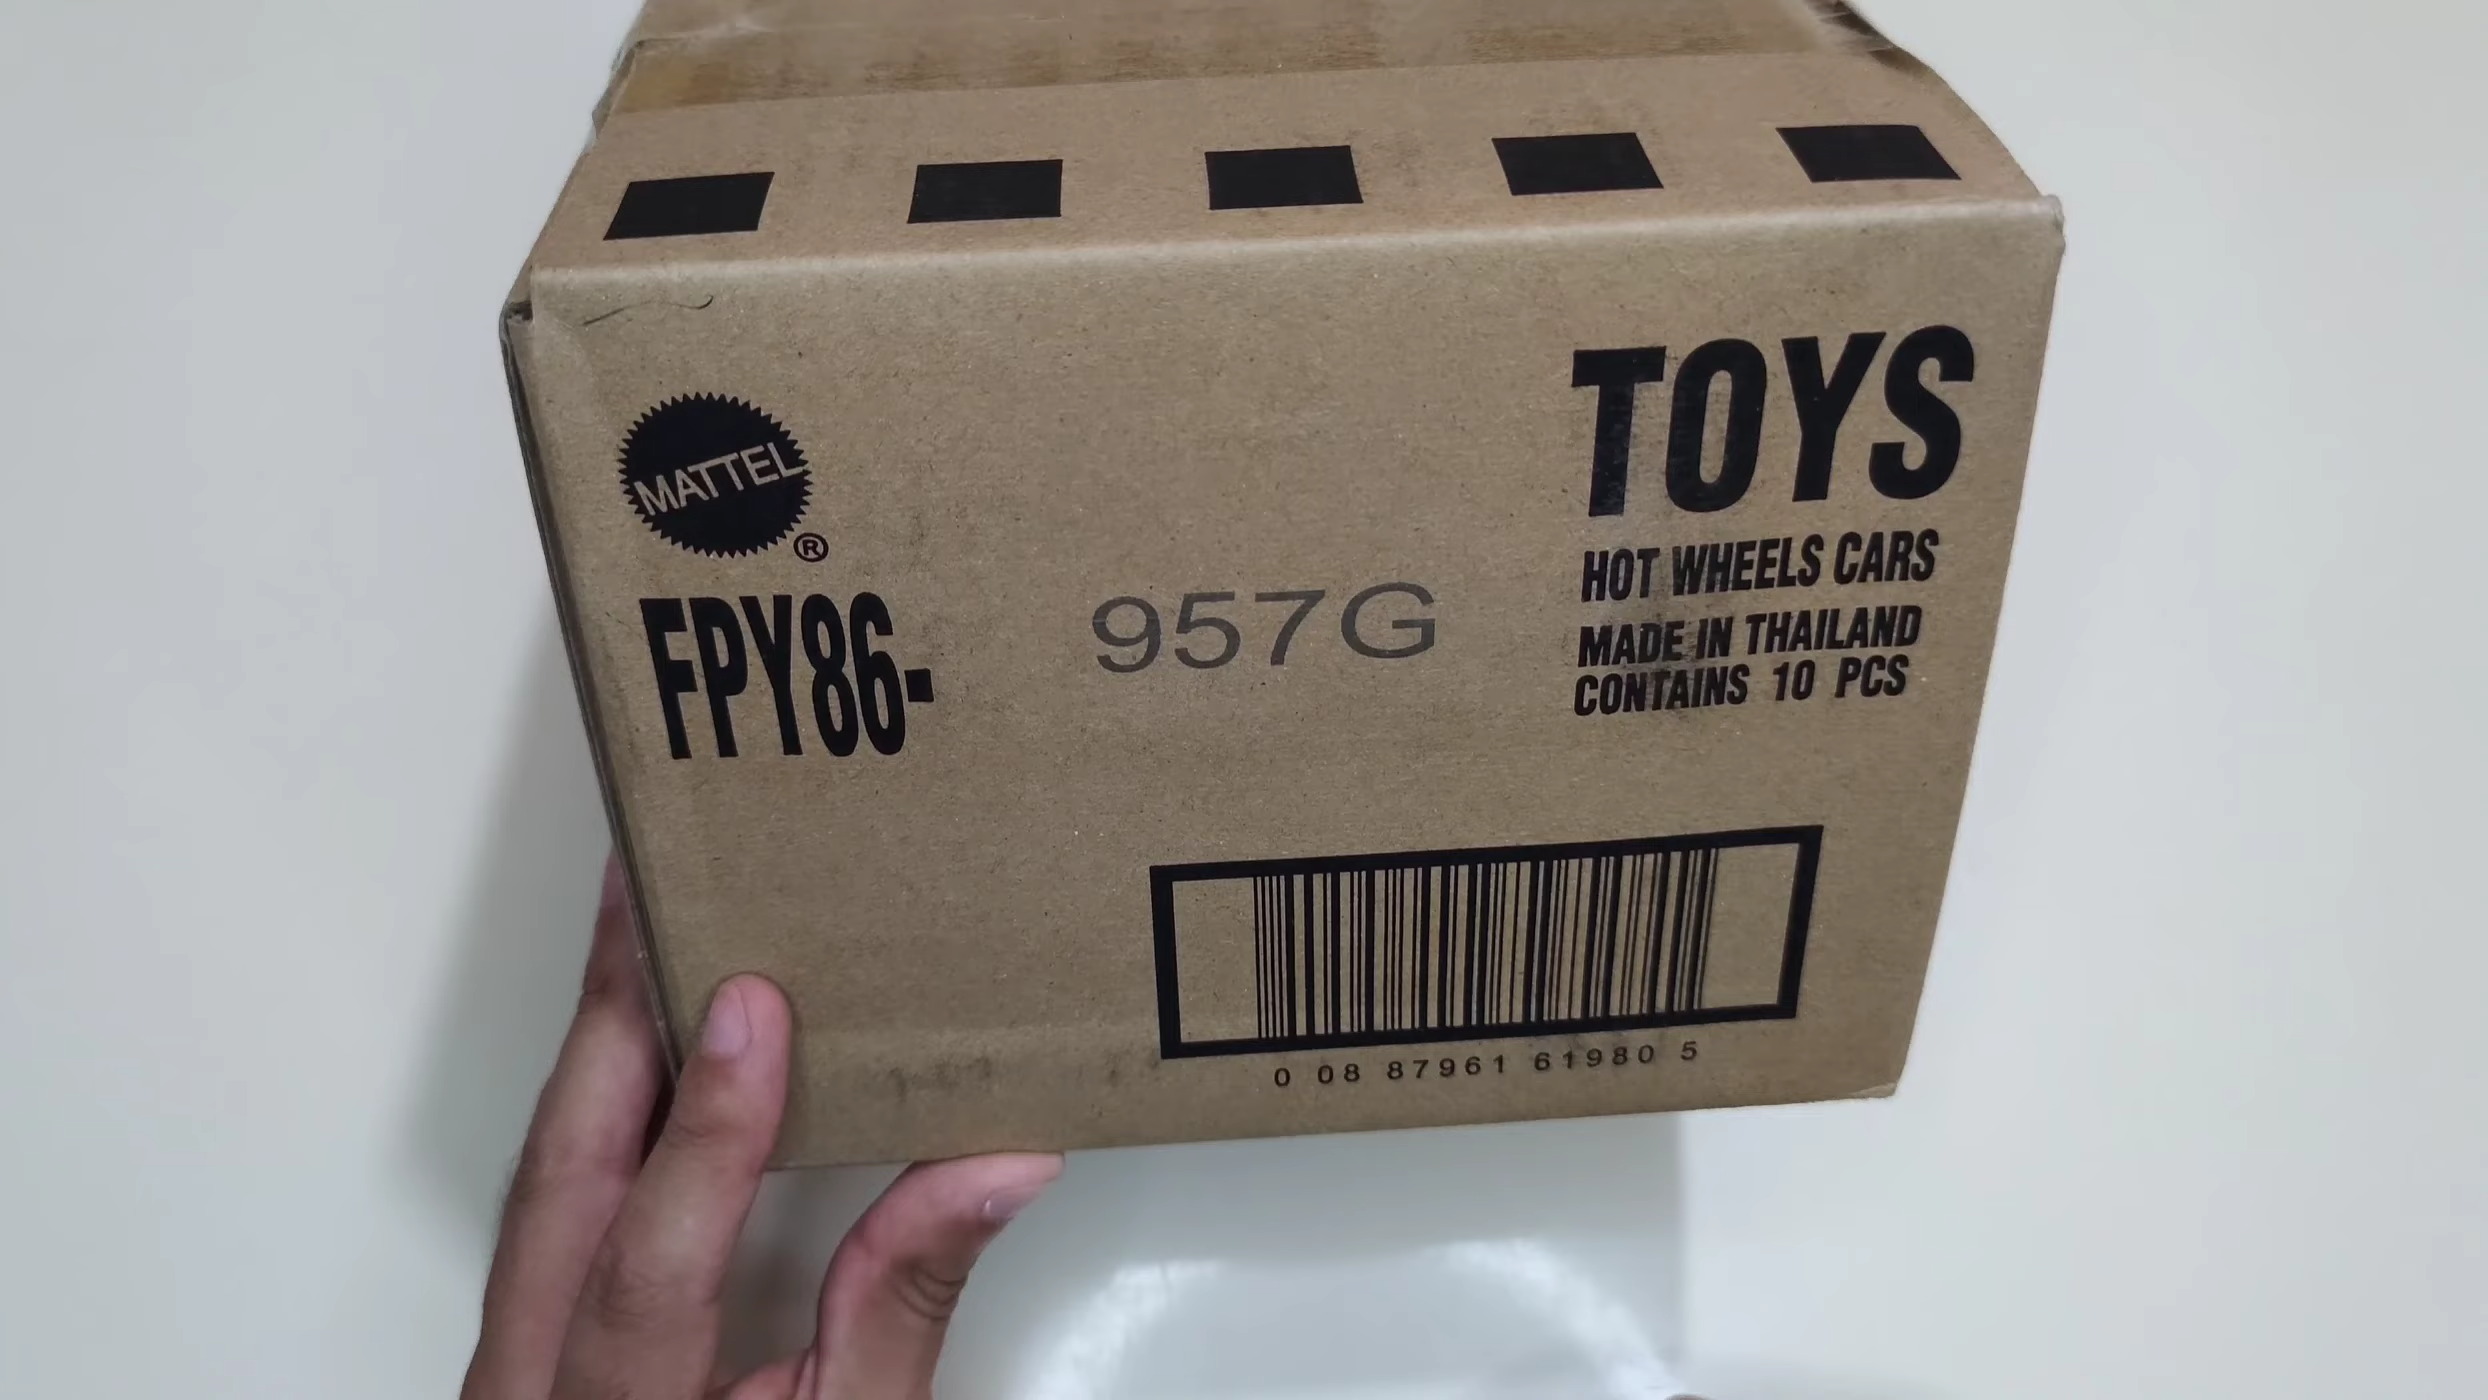 MATTEL
®
FPY86-
957G
TOYS
HOT WHEELS CARS
MADE IN THAILAND
CONTAINS 10 PCS
0 08 87961 61980 5